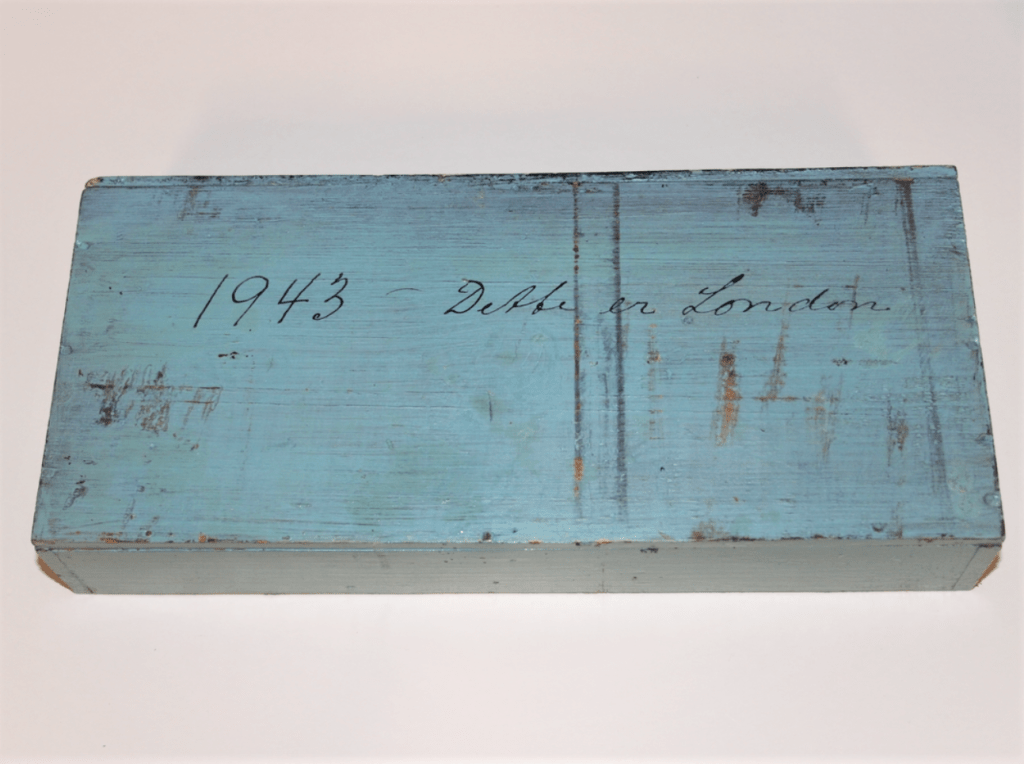 1943 - Dette er London